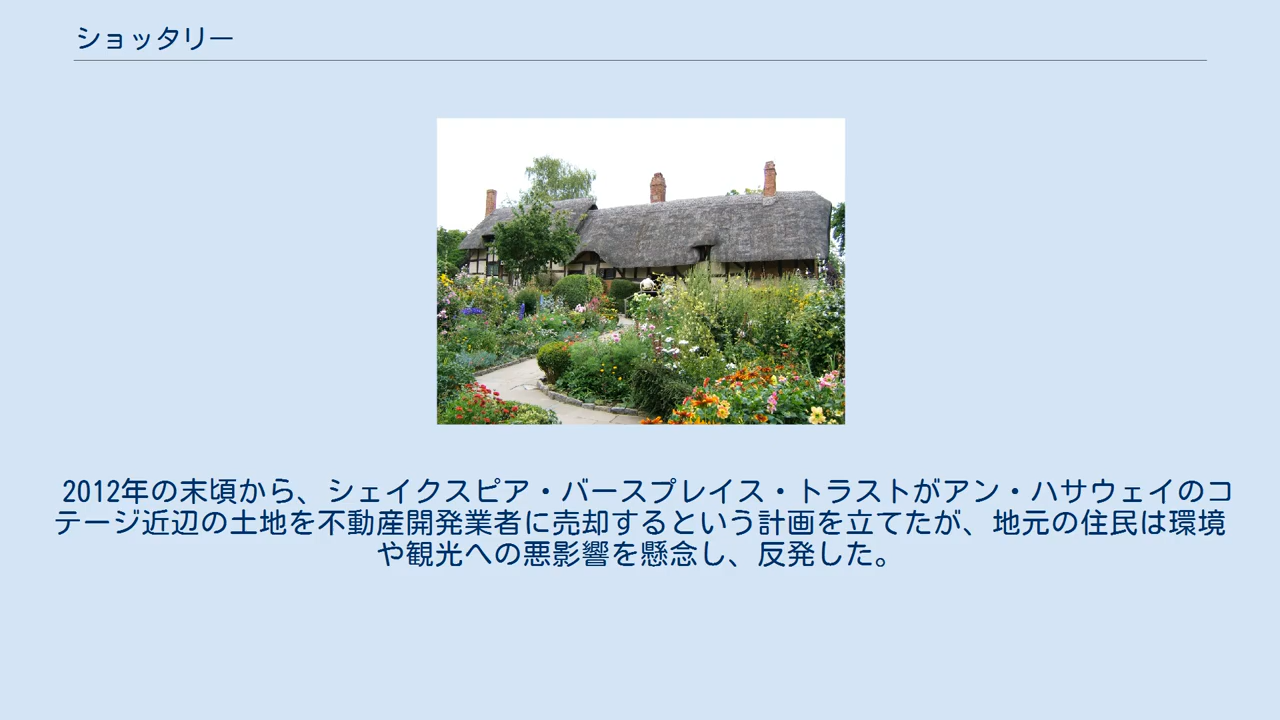 ショッタリー
2012年の末頃から、シェイクスピア・バースプレイス・トラストがアン・ハサウェイのコ
テージ近辺の土地を不動産開発業者に売却するという計画を立てたが、地元の住民は環境
や観光への悪影響を懸念し、反発した。